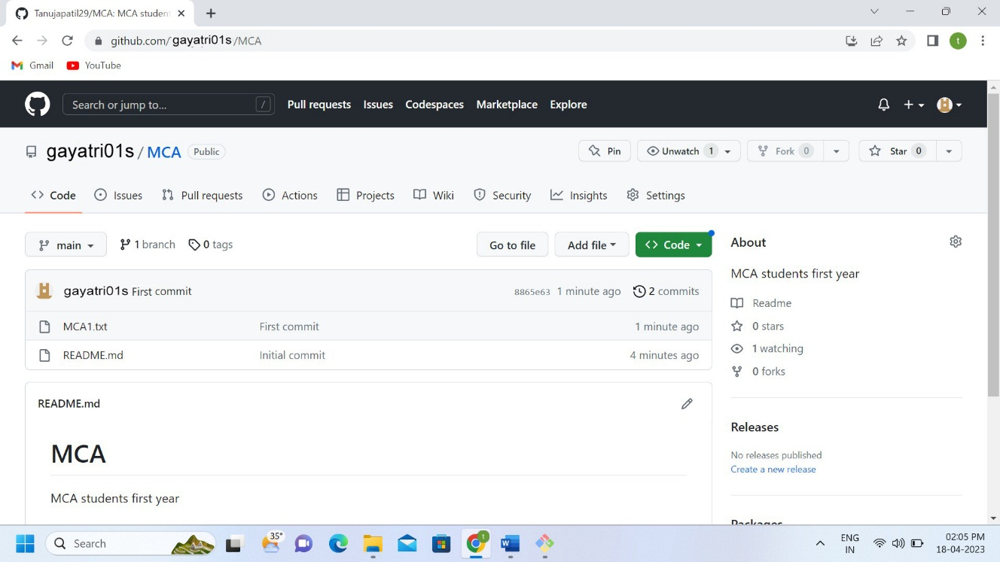 Tanujapatil29/MCA: MCA studen
github.com/gayatri01s/MCA
t
Gmail YouTube
Search or jump to... / Pull requests Issues Codespaces Marketplace Explore
gayatri01s / MCA Public Pin Unwatch 1 Fork 0 Star 0
Code Issues Pull requests Actions Projects Wiki Security Insights Settings
main 1 branch 0 tags Go to file Add file Code
gayatri01s First commit 8865e63 1 minute ago 2 commits
MCA1.txt First commit 1 minute ago
README.md Initial commit 4 minutes ago
README.md
MCA
MCA students first year
About
MCA students first year
Readme
0 stars
1 watching
0 forks
Releases
No releases published
Create a new release
Packages
Search 35° t W ENG 02:05 PM
IN 18-04-2023